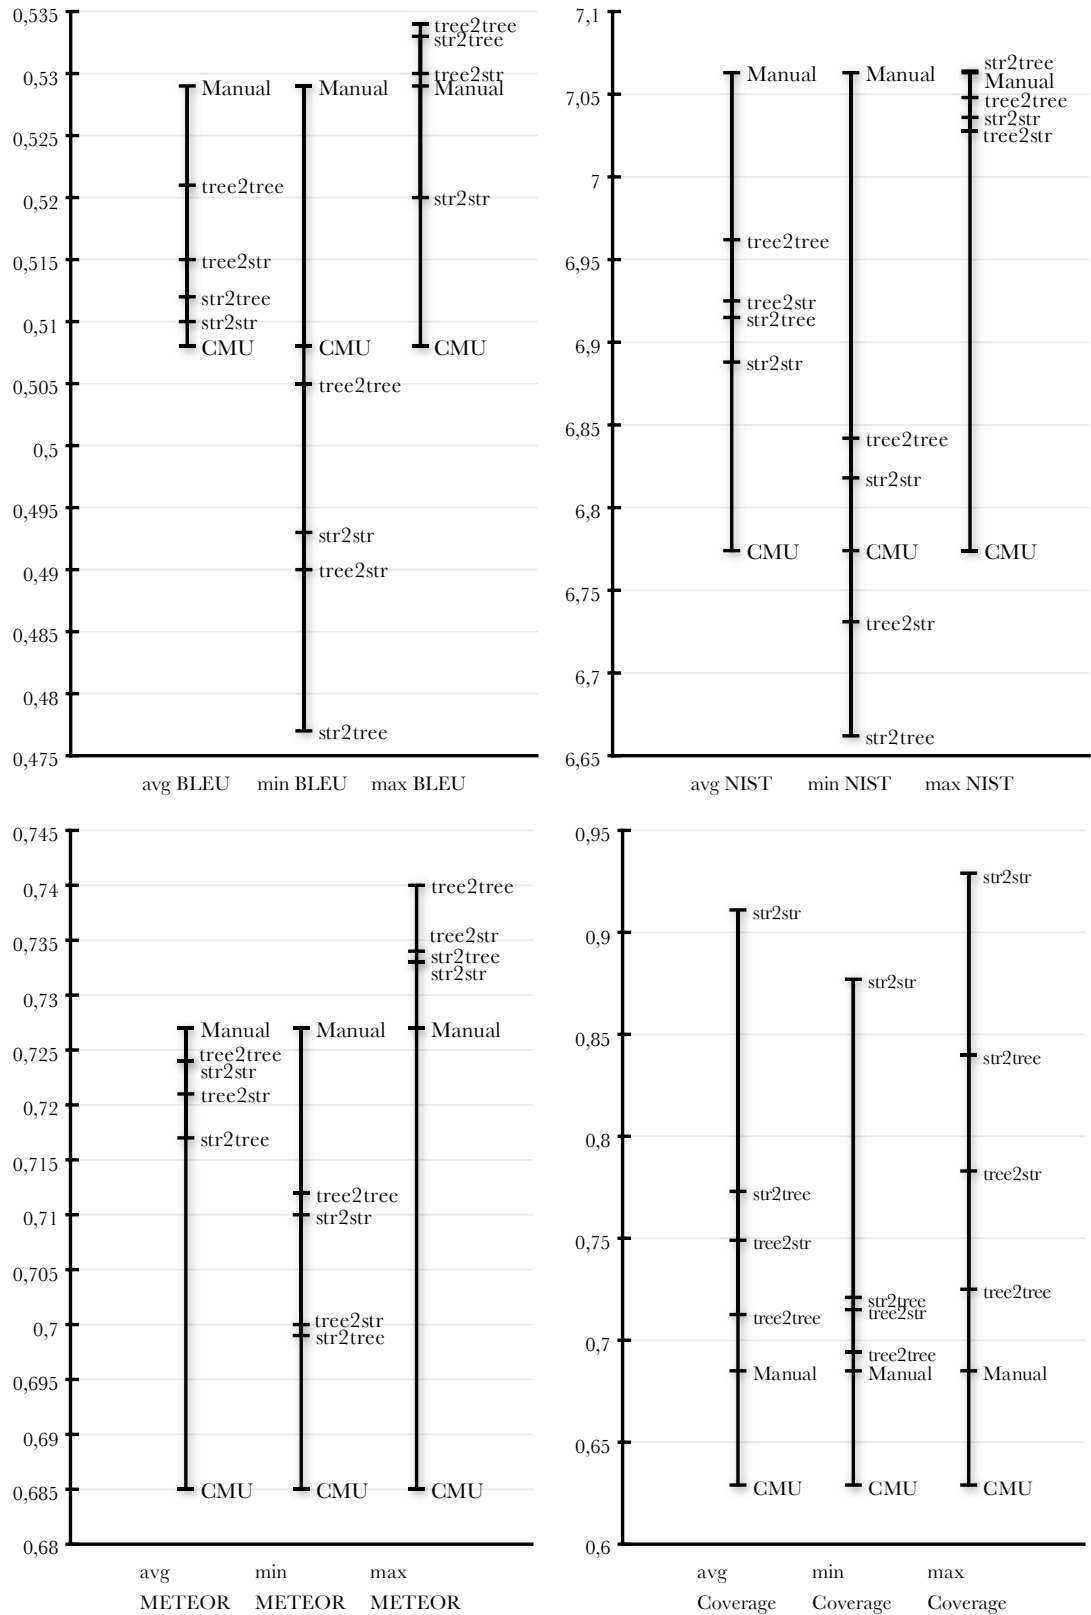 0,535
0,53
0,525
0,52
0,515
0,51
0,505
0,5
0,495
0,49
0,485
0,48
0,475
Manual
tree2tree
tree2str
str2tree
str2str
CMU
Manual
CMU
tree2tree
str2str
tree2str
str2tree
tree2tree
str2tree
tree2str
Manual
str2str
CMU
avg BLEU min BLEU max BLEU
7,1
7,05
7
6,95
6,9
6,85
6,8
6,75
6,7
6,65
Manual
tree2tree
tree2str
str2tree
str2str
CMU
Manual
tree2tree
str2str
CMU
tree2str
str2tree
str2tree
Manual
tree2tree
str2str
tree2str
CMU
avg NIST min NIST max NIST
0,745
0,74
0,735
0,73
0,725
0,72
0,715
0,71
0,705
0,7
0,695
0,69
0,685
0,68
Manual
tree2tree
str2str
tree2str
str2tree
CMU
Manual
tree2tree
str2str
tree2str
str2tree
CMU
tree2tree
tree2str
str2tree
str2str
Manual
CMU
avg min max
METEOR METEOR METEOR
0,95
0,9
0,85
0,8
0,75
0,7
0,65
0,6
str2str
str2tree
tree2str
tree2tree
Manual
CMU
str2str
str2tree
tree2str
tree2tree
Manual
CMU
str2str
str2tree
tree2str
tree2tree
Manual
CMU
avg min max
Coverage Coverage Coverage